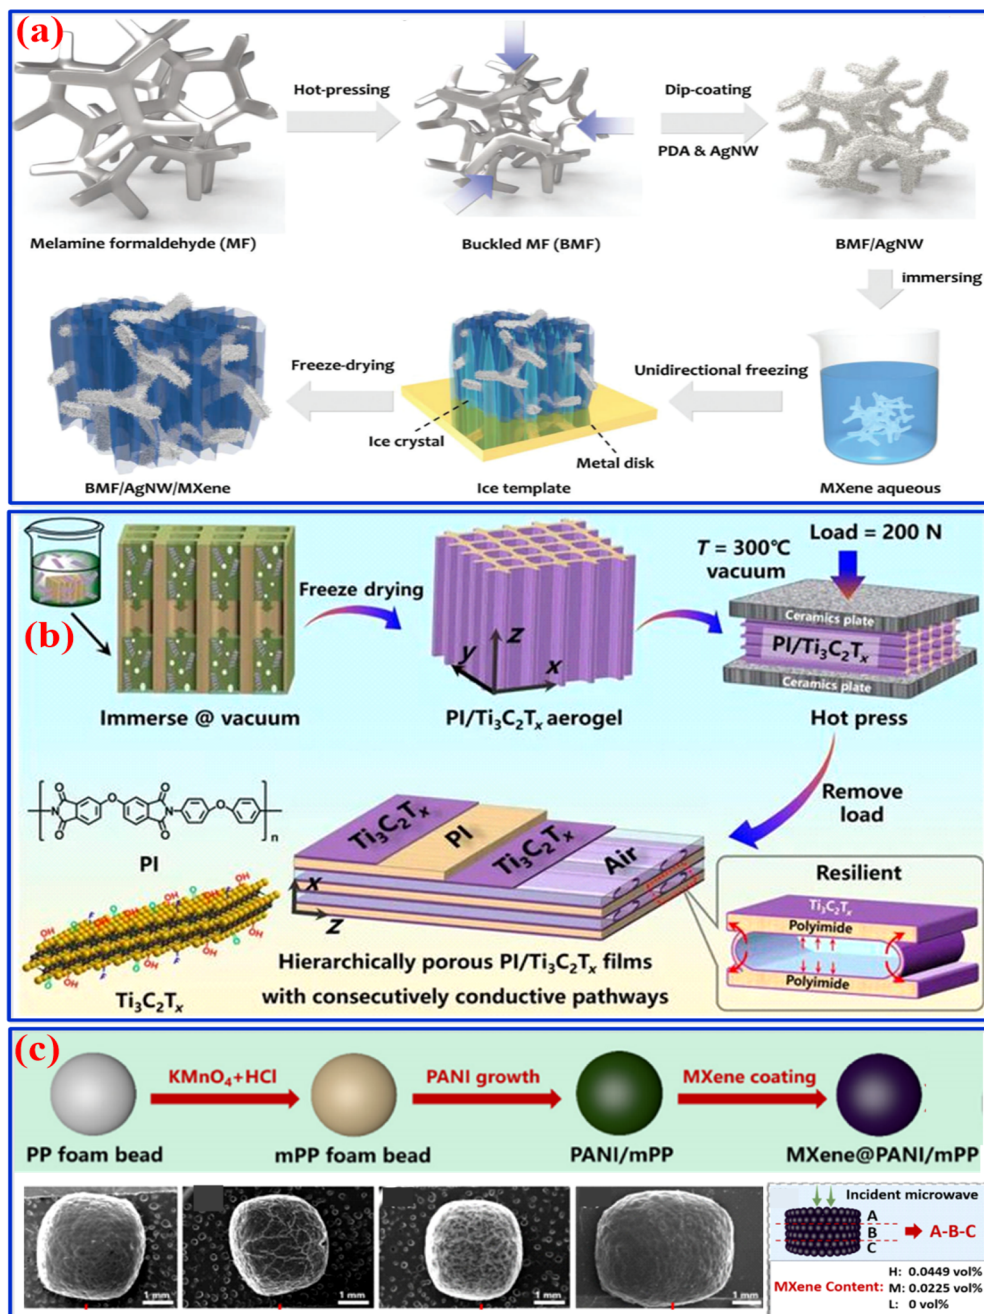 (a)
Hot-pressing
Dip-coating
PDA & AgNW
Melamine formaldehyde (MF)
Buckled MF (BMF)
BMF/AgNW
immersing
Freeze-drying
Unidirectional freezing
Ice crystal
Metal disk
BMF/AgNW/MXene
Ice template
MXene aqueous
(b)
Immerse @ vacuum
Freeze drying
z
y
x
PI/Ti₃C₂Tₓ aerogel
T = 300℃
vacuum
Load = 200 N
Ceramics plate
PI/Ti₃C₂Tₓ
Ceramics plate
Hot press
Remove
load
O
O
O
N
N
O
O
O
n
PI
Ti₃C₂Tₓ
PI
Ti₃C₂Tₓ
Air
x
z
Hierarchically porous PI/Ti₃C₂Tₓ films
with consecutively conductive pathways
Resilient
Ti₃C₂Tₓ
Polyimide
Polyimide
OH
O
F
OH
OH
OH
OH
Ti₃C₂Tₓ
(c)
KMnO₄+HCl
PANI growth
MXene coating
PP foam bead
mPP foam bead
PANI/mPP
MXene@PANI/mPP
1 mm
1 mm
1 mm
1 mm
Incident microwave
A
B
C
A-B-C
MXene Content:
H: 0.0449 vol%
M: 0.0225 vol%
L: 0 vol%